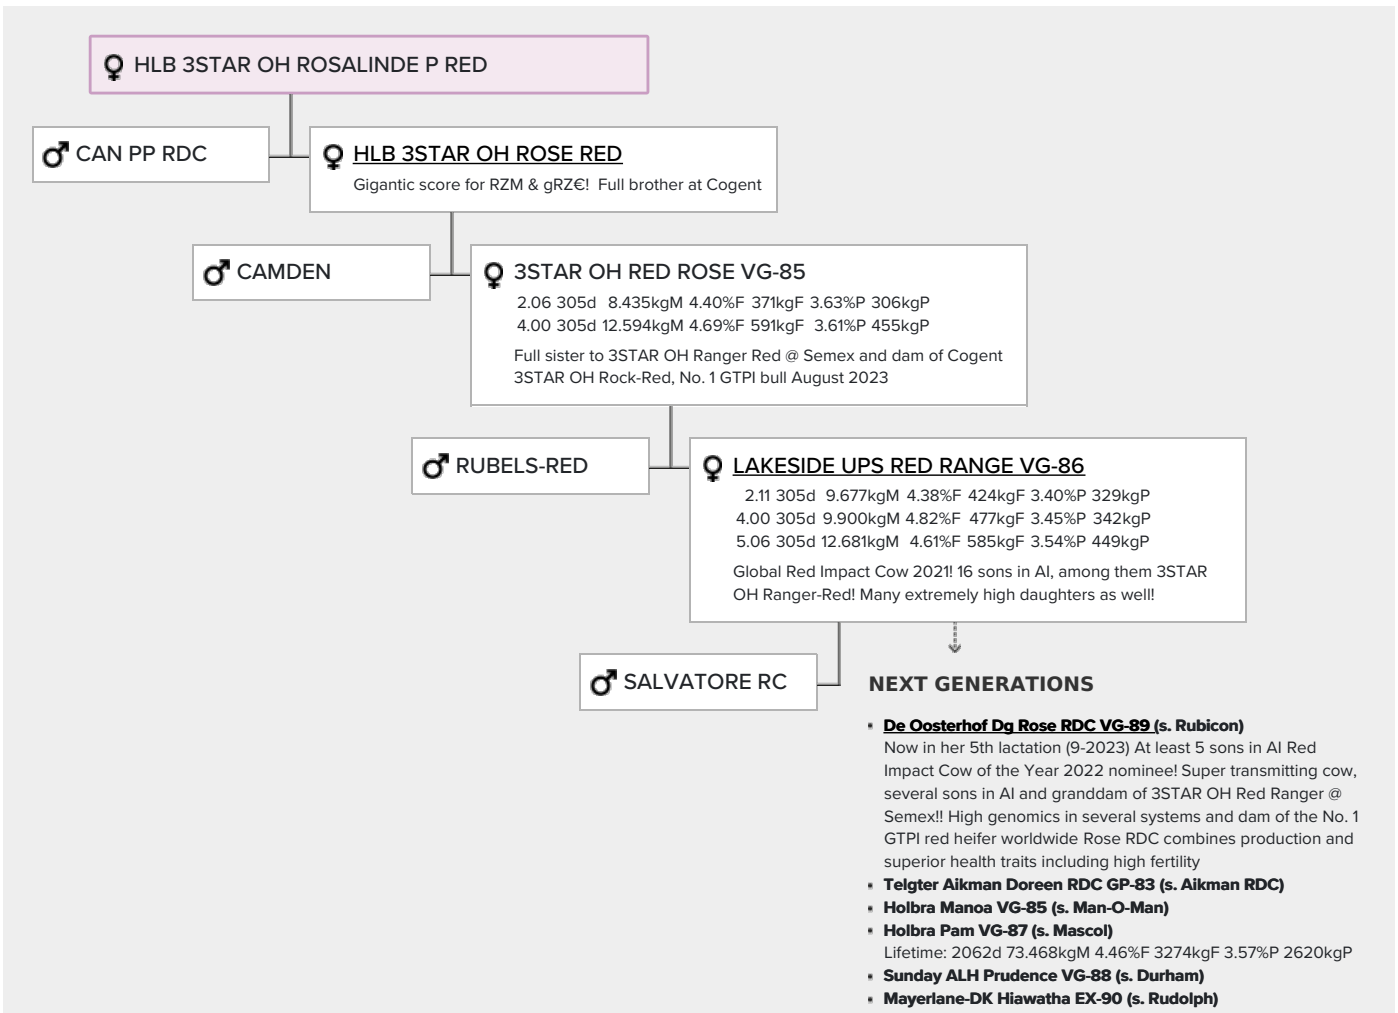 HLB 3STAR OH ROSALINDE P RED
CAN PP RDC
HLB 3STAR OH ROSE RED
Gigantic score for RZM & gRZ€! Full brother at Cogent
CAMDEN
3STAR OH RED ROSE VG-85
2.06 305d 8.435kgM 4.40%F 371kgF 3.63%P 306kgP
4.00 305d 12.594kgM 4.69%F 591kgF 3.61%P 455kgP
Full sister to 3STAR OH Ranger Red @ Semex and dam of Cogent
3STAR OH Rock-Red, No. 1 GTPI bull August 2023
RUBELS-RED
LAKESIDE UPS RED RANGE VG-86
2.11 305d 9.677kgM 4.38%F 424kgF 3.40%P 329kgP
4.00 305d 9.900kgM 4.82%F 477kgF 3.45%P 342kgP
5.06 305d 12.681kgM 4.61%F 585kgF 3.54%P 449kgP
Global Red Impact Cow 2021! 16 sons in AI, among them 3STAR
OH Ranger-Red! Many extremely high daughters as well!
SALVATORE RC
NEXT GENERATIONS
De Oosterhof Dg Rose RDC VG-89 (s. Rubicon)
Now in her 5th lactation (9-2023) At least 5 sons in AI Red
Impact Cow of the Year 2022 nominee! Super transmitting cow,
several sons in AI and granddam of 3STAR OH Red Ranger @
Semex!! High genomics in several systems and dam of the No. 1
GTPI red heifer worldwide Rose RDC combines production and
superior health traits including high fertility
Telgter Aikman Doreen RDC GP-83 (s. Aikman RDC)
Holbra Manoa VG-85 (s. Man-O-Man)
Holbra Pam VG-87 (s. Mascol)
Lifetime: 2062d 73.468kgM 4.46%F 3274kgF 3.57%P 2620kgP
Sunday ALH Prudence VG-88 (s. Durham)
Mayerlane-DK Hiawatha EX-90 (s. Rudolph)